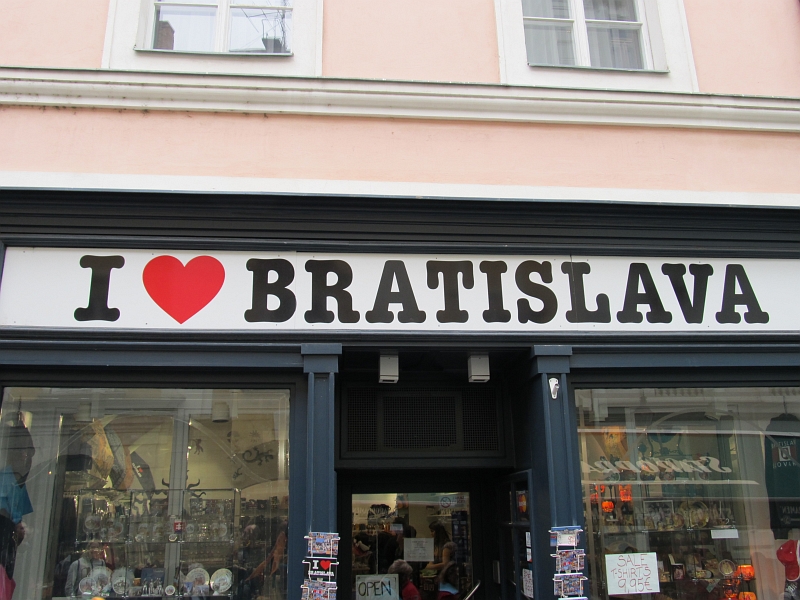 I ❤ BRATISLAVA
I ❤
OPEN
SALE
T-SHIRTS
9,95€